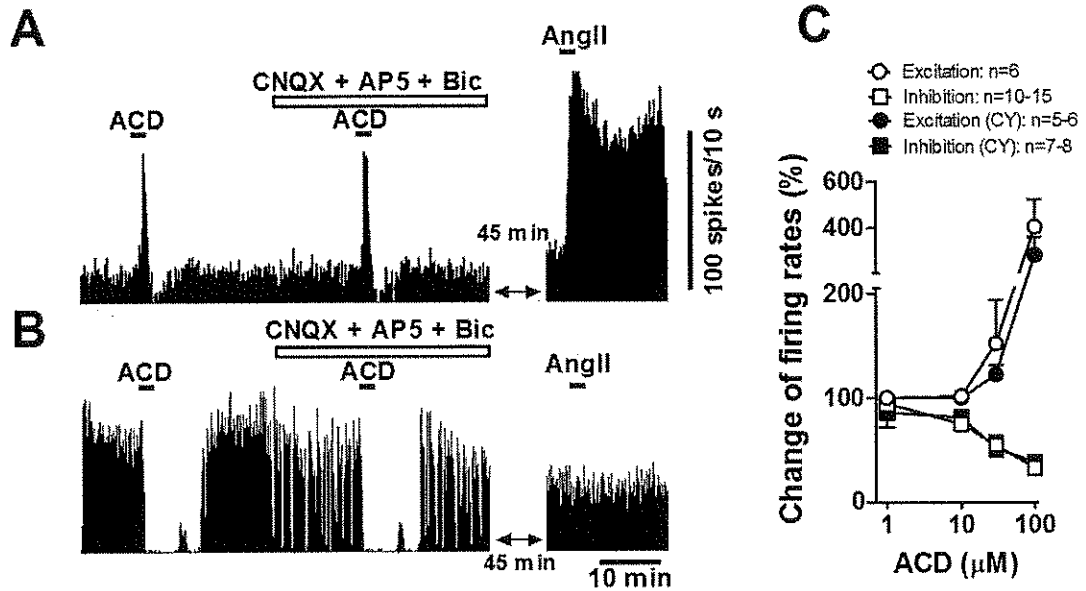 A
AngII
CNQX + AP5 + Bic
ACD
ACD
45 min
100 spikes/10 s
B
CNQX + AP5 + Bic
ACD
ACD
AngII
45 min
10 min
C
Excitation: n=6
Inhibition: n=10-15
Excitation (CY): n=5-6
Inhibition (CY): n=7-8
Change of firing rates (%)
600
400
200
100
0
1
10
100
ACD (µM)